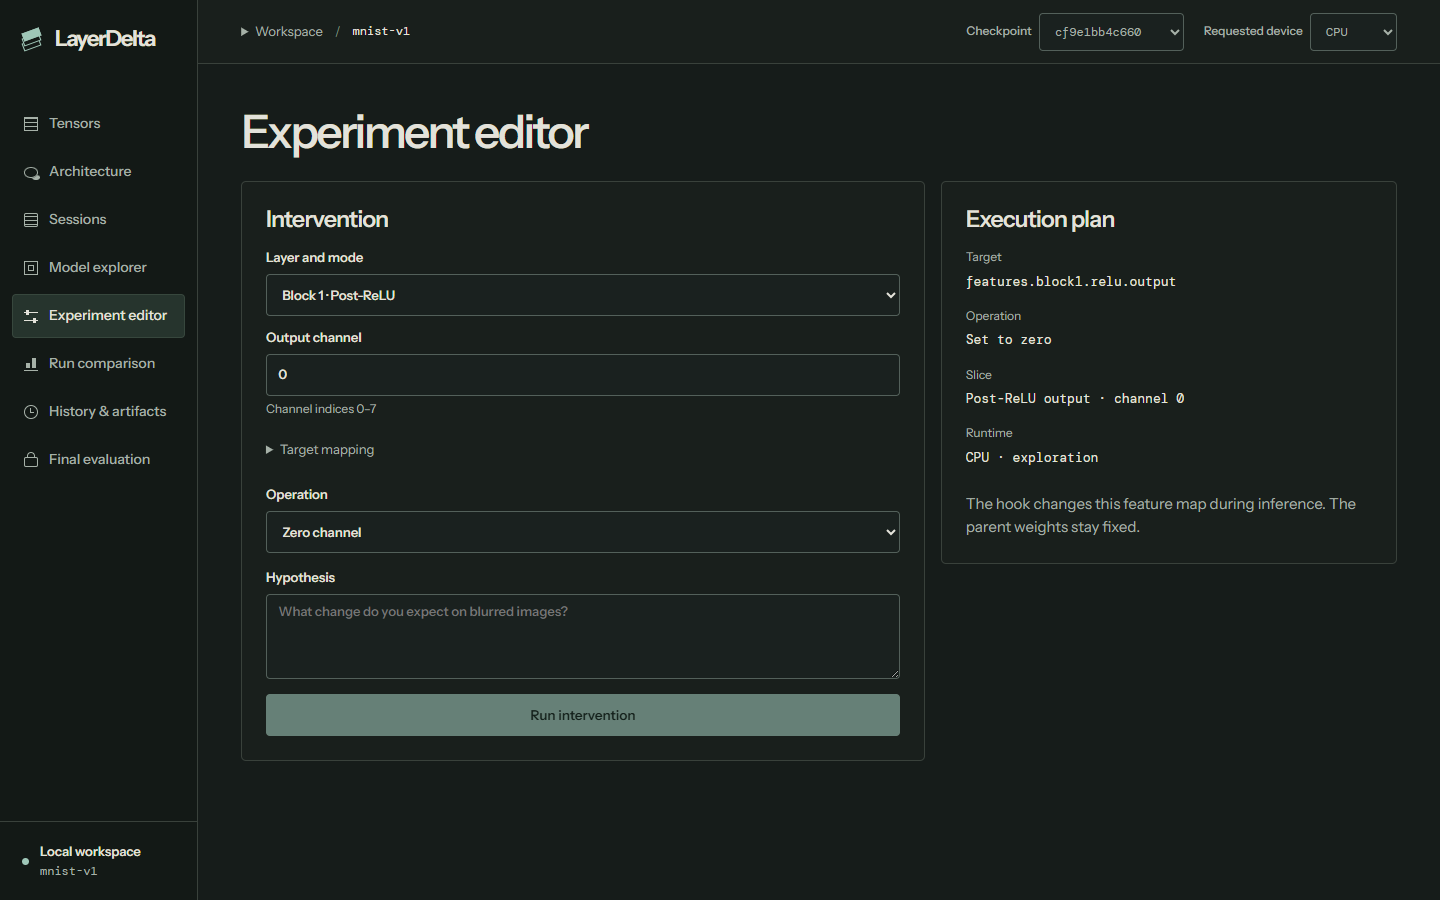 LayerDelta
Tensors
Architecture
Sessions
Model explorer
Experiment editor
Run comparison
History & artifacts
Final evaluation
Local workspace
mnist-v1
Workspace / mnist-v1
Checkpoint cf9e1bb4c660 Requested device CPU
Experiment editor
Intervention
Layer and mode
Block 1 · Post-ReLU
Output channel
0
Channel indices 0–7
Target mapping
Operation
Zero channel
Hypothesis
What change do you expect on blurred images?
Run intervention
Execution plan
Target
features.block1.relu.output
Operation
Set to zero
Slice
Post-ReLU output · channel 0
Runtime
CPU · exploration
The hook changes this feature map during inference. The
parent weights stay fixed.